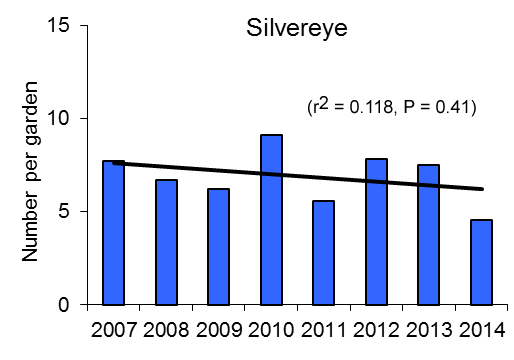 Silvereye
(r2 = 0.118, P = 0.41)
Number per garden
15
10
5
0
2007 2008 2009 2010 2011 2012 2013 2014